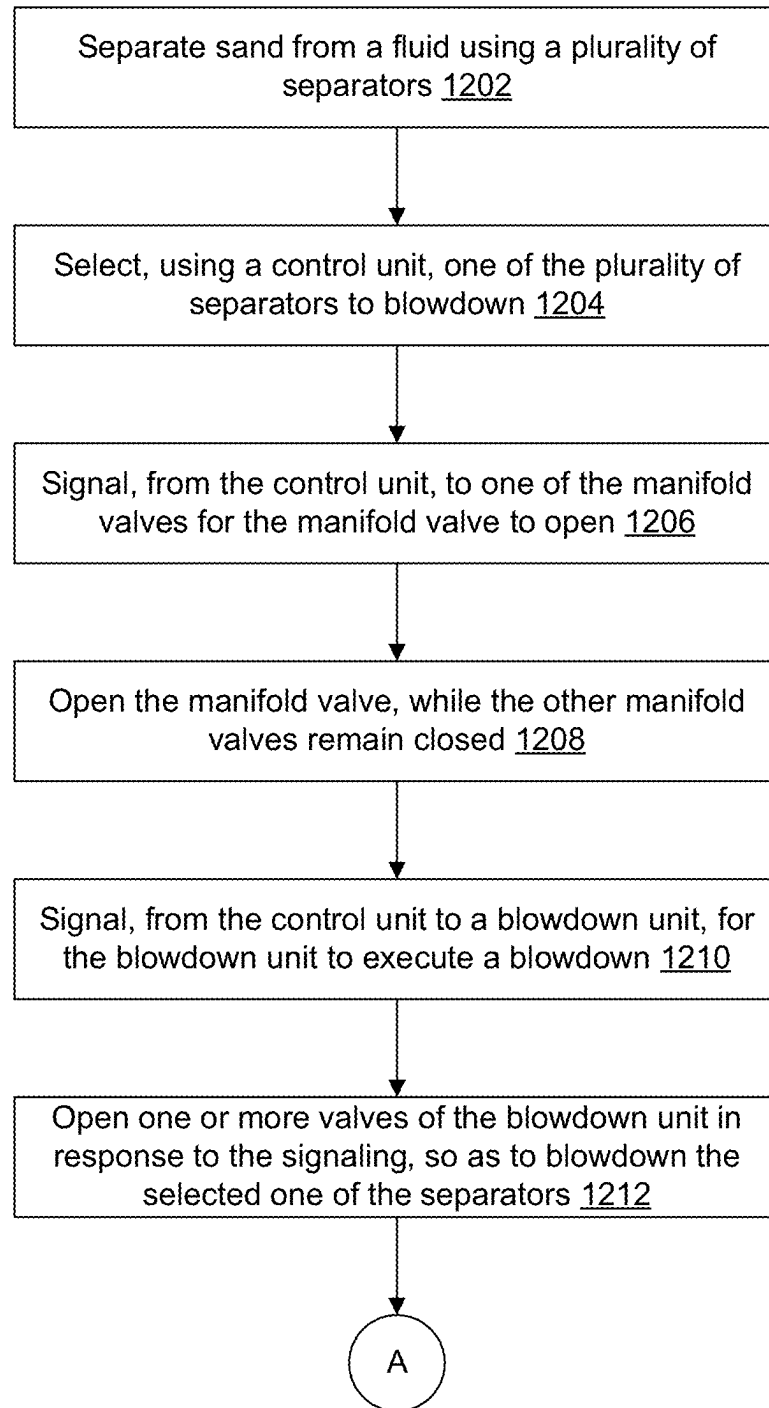 Separate sand from a fluid using a plurality of
separators 1202
Select, using a control unit, one of the plurality of
separators to blowdown 1204
Signal, from the control unit, to one of the manifold
valves for the manifold valve to open 1206
Open the manifold valve, while the other manifold
valves remain closed 1208
Signal, from the control unit to a blowdown unit, for
the blowdown unit to execute a blowdown 1210
Open one or more valves of the blowdown unit in
response to the signaling, so as to blowdown the
selected one of the separators 1212
A